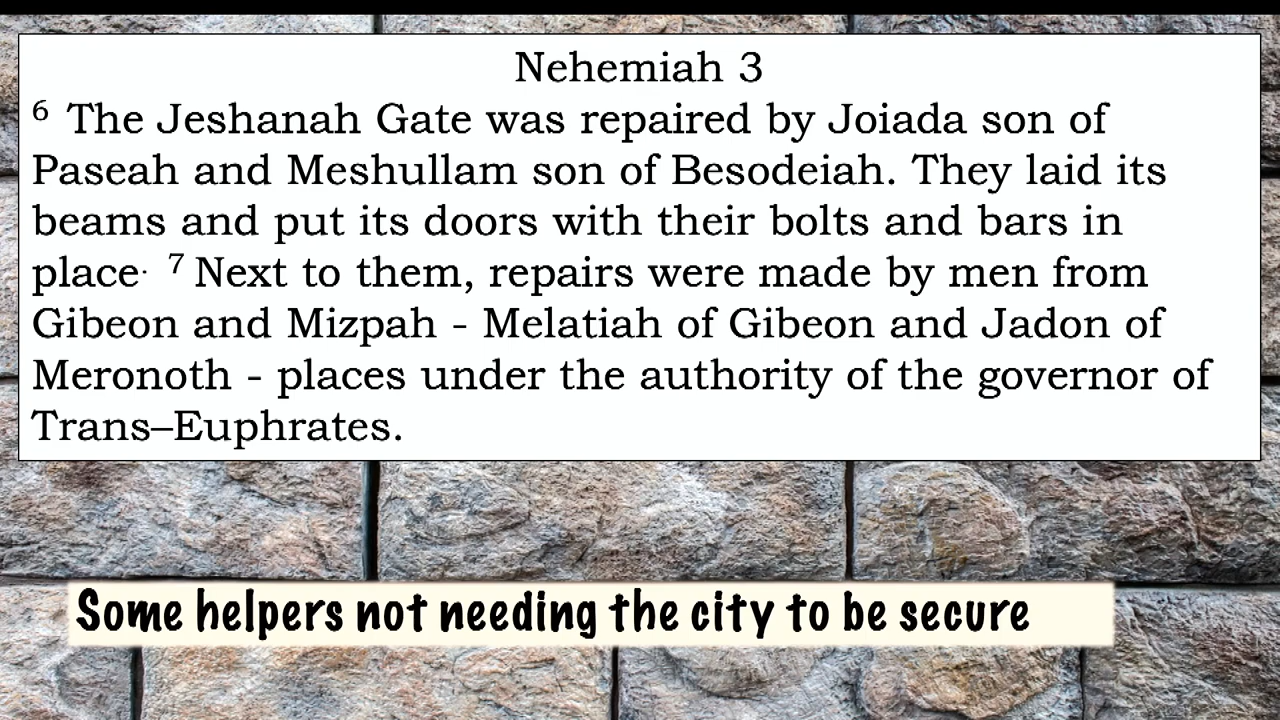 Nehemiah 3
6 The Jeshanah Gate was repaired by Joiada son of
Paseah and Meshullam son of Besodeiah. They laid its
beams and put its doors with their bolts and bars in
place. 7 Next to them, repairs were made by men from
Gibeon and Mizpah - Melatiah of Gibeon and Jadon of
Meronoth - places under the authority of the governor of
Trans–Euphrates.
Some helpers not needing the city to be secure